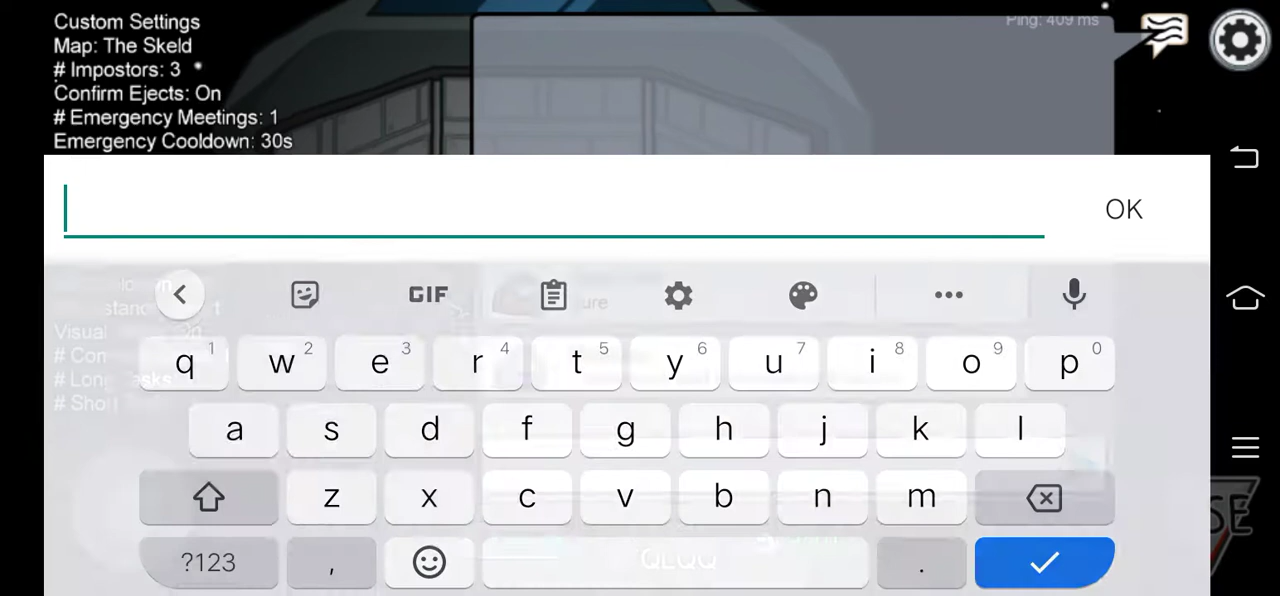 Custom Settings
Ping: 409 ms
Map: The Skeld
# Impostors: 3
Confirm Ejects: On
# Emergency Meetings: 1
Emergency Cooldown: 30s
OK
GIF
Visual
q 1 w 2 e 3 r 4 t 5 y 6 u 7 i 8 o 9 p 0
a s d f g h j k l
z x c v b n m
?123 , .